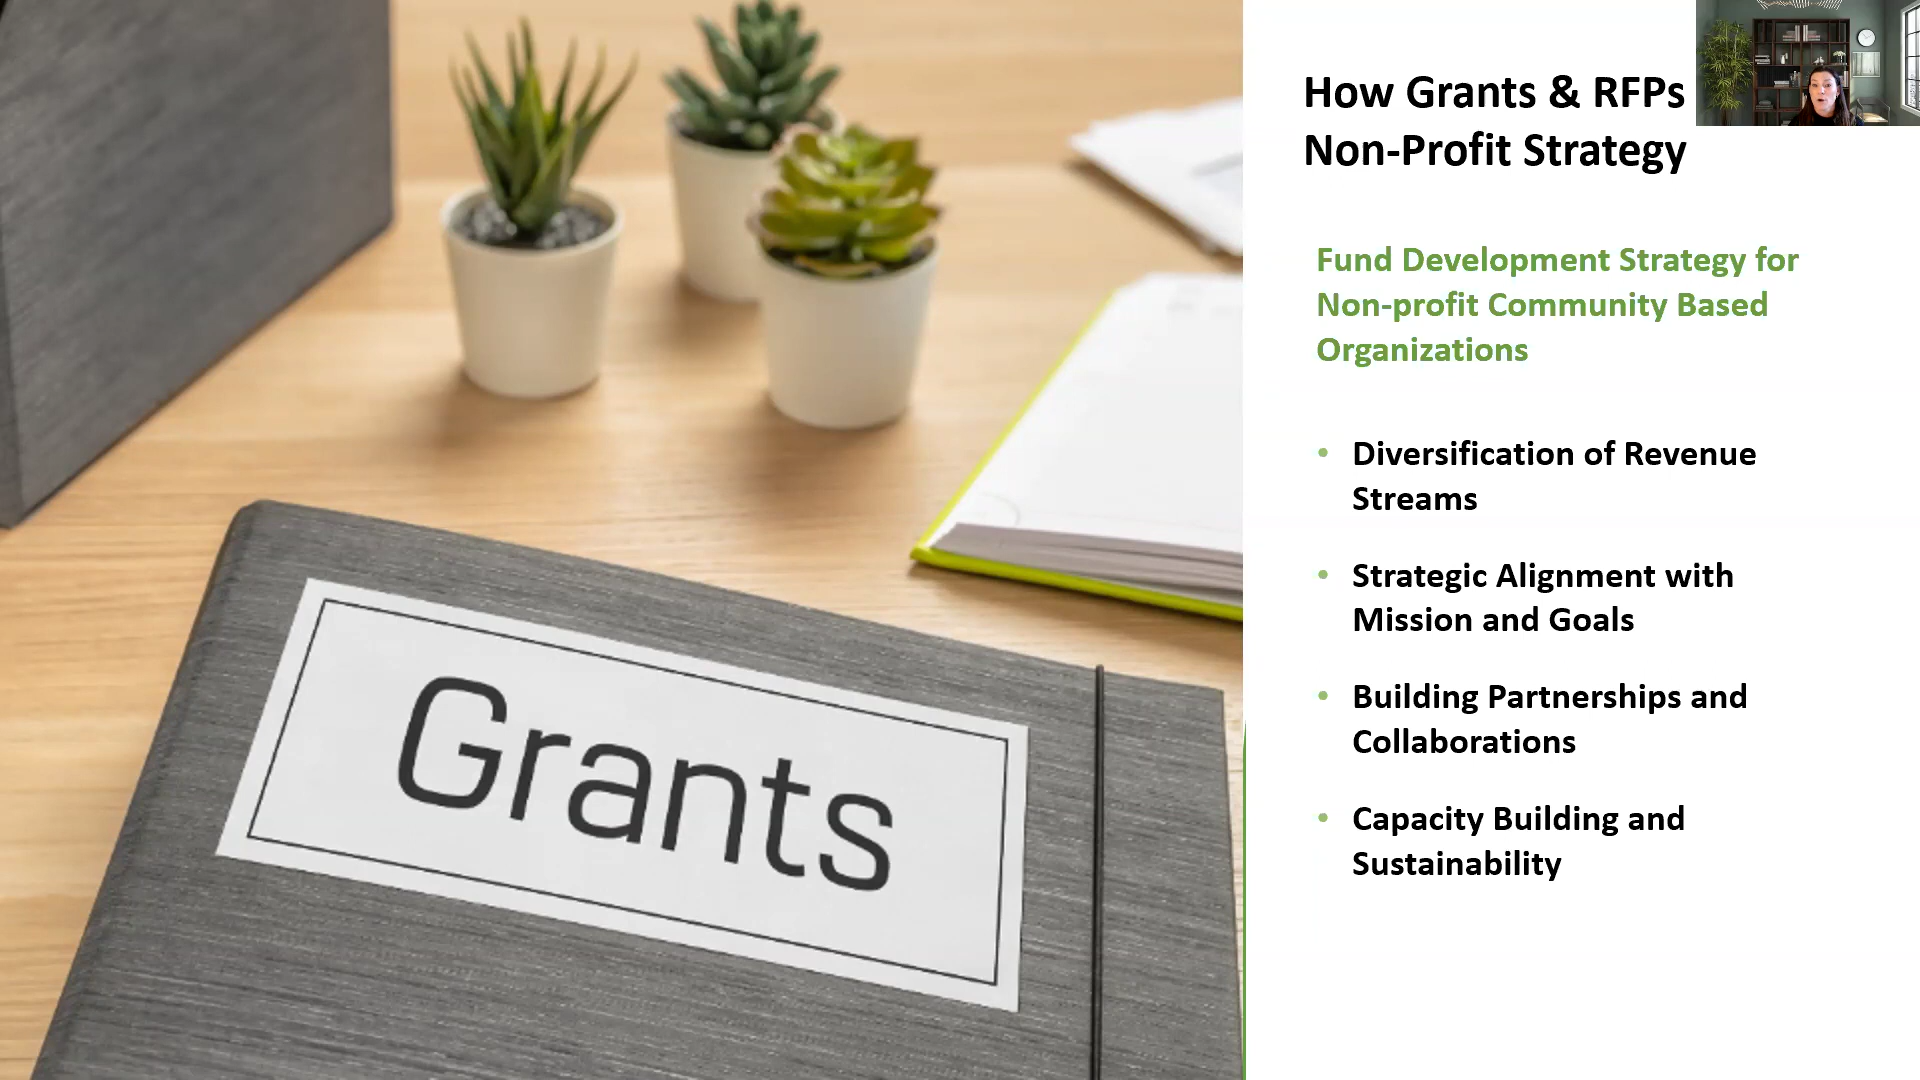 How Grants & RFPs
Non-Profit Strategy
Fund Development Strategy for
Non-profit Community Based
Organizations
• Diversification of Revenue
Streams
• Strategic Alignment with
Mission and Goals
• Building Partnerships and
Collaborations
• Capacity Building and
Sustainability
Grants